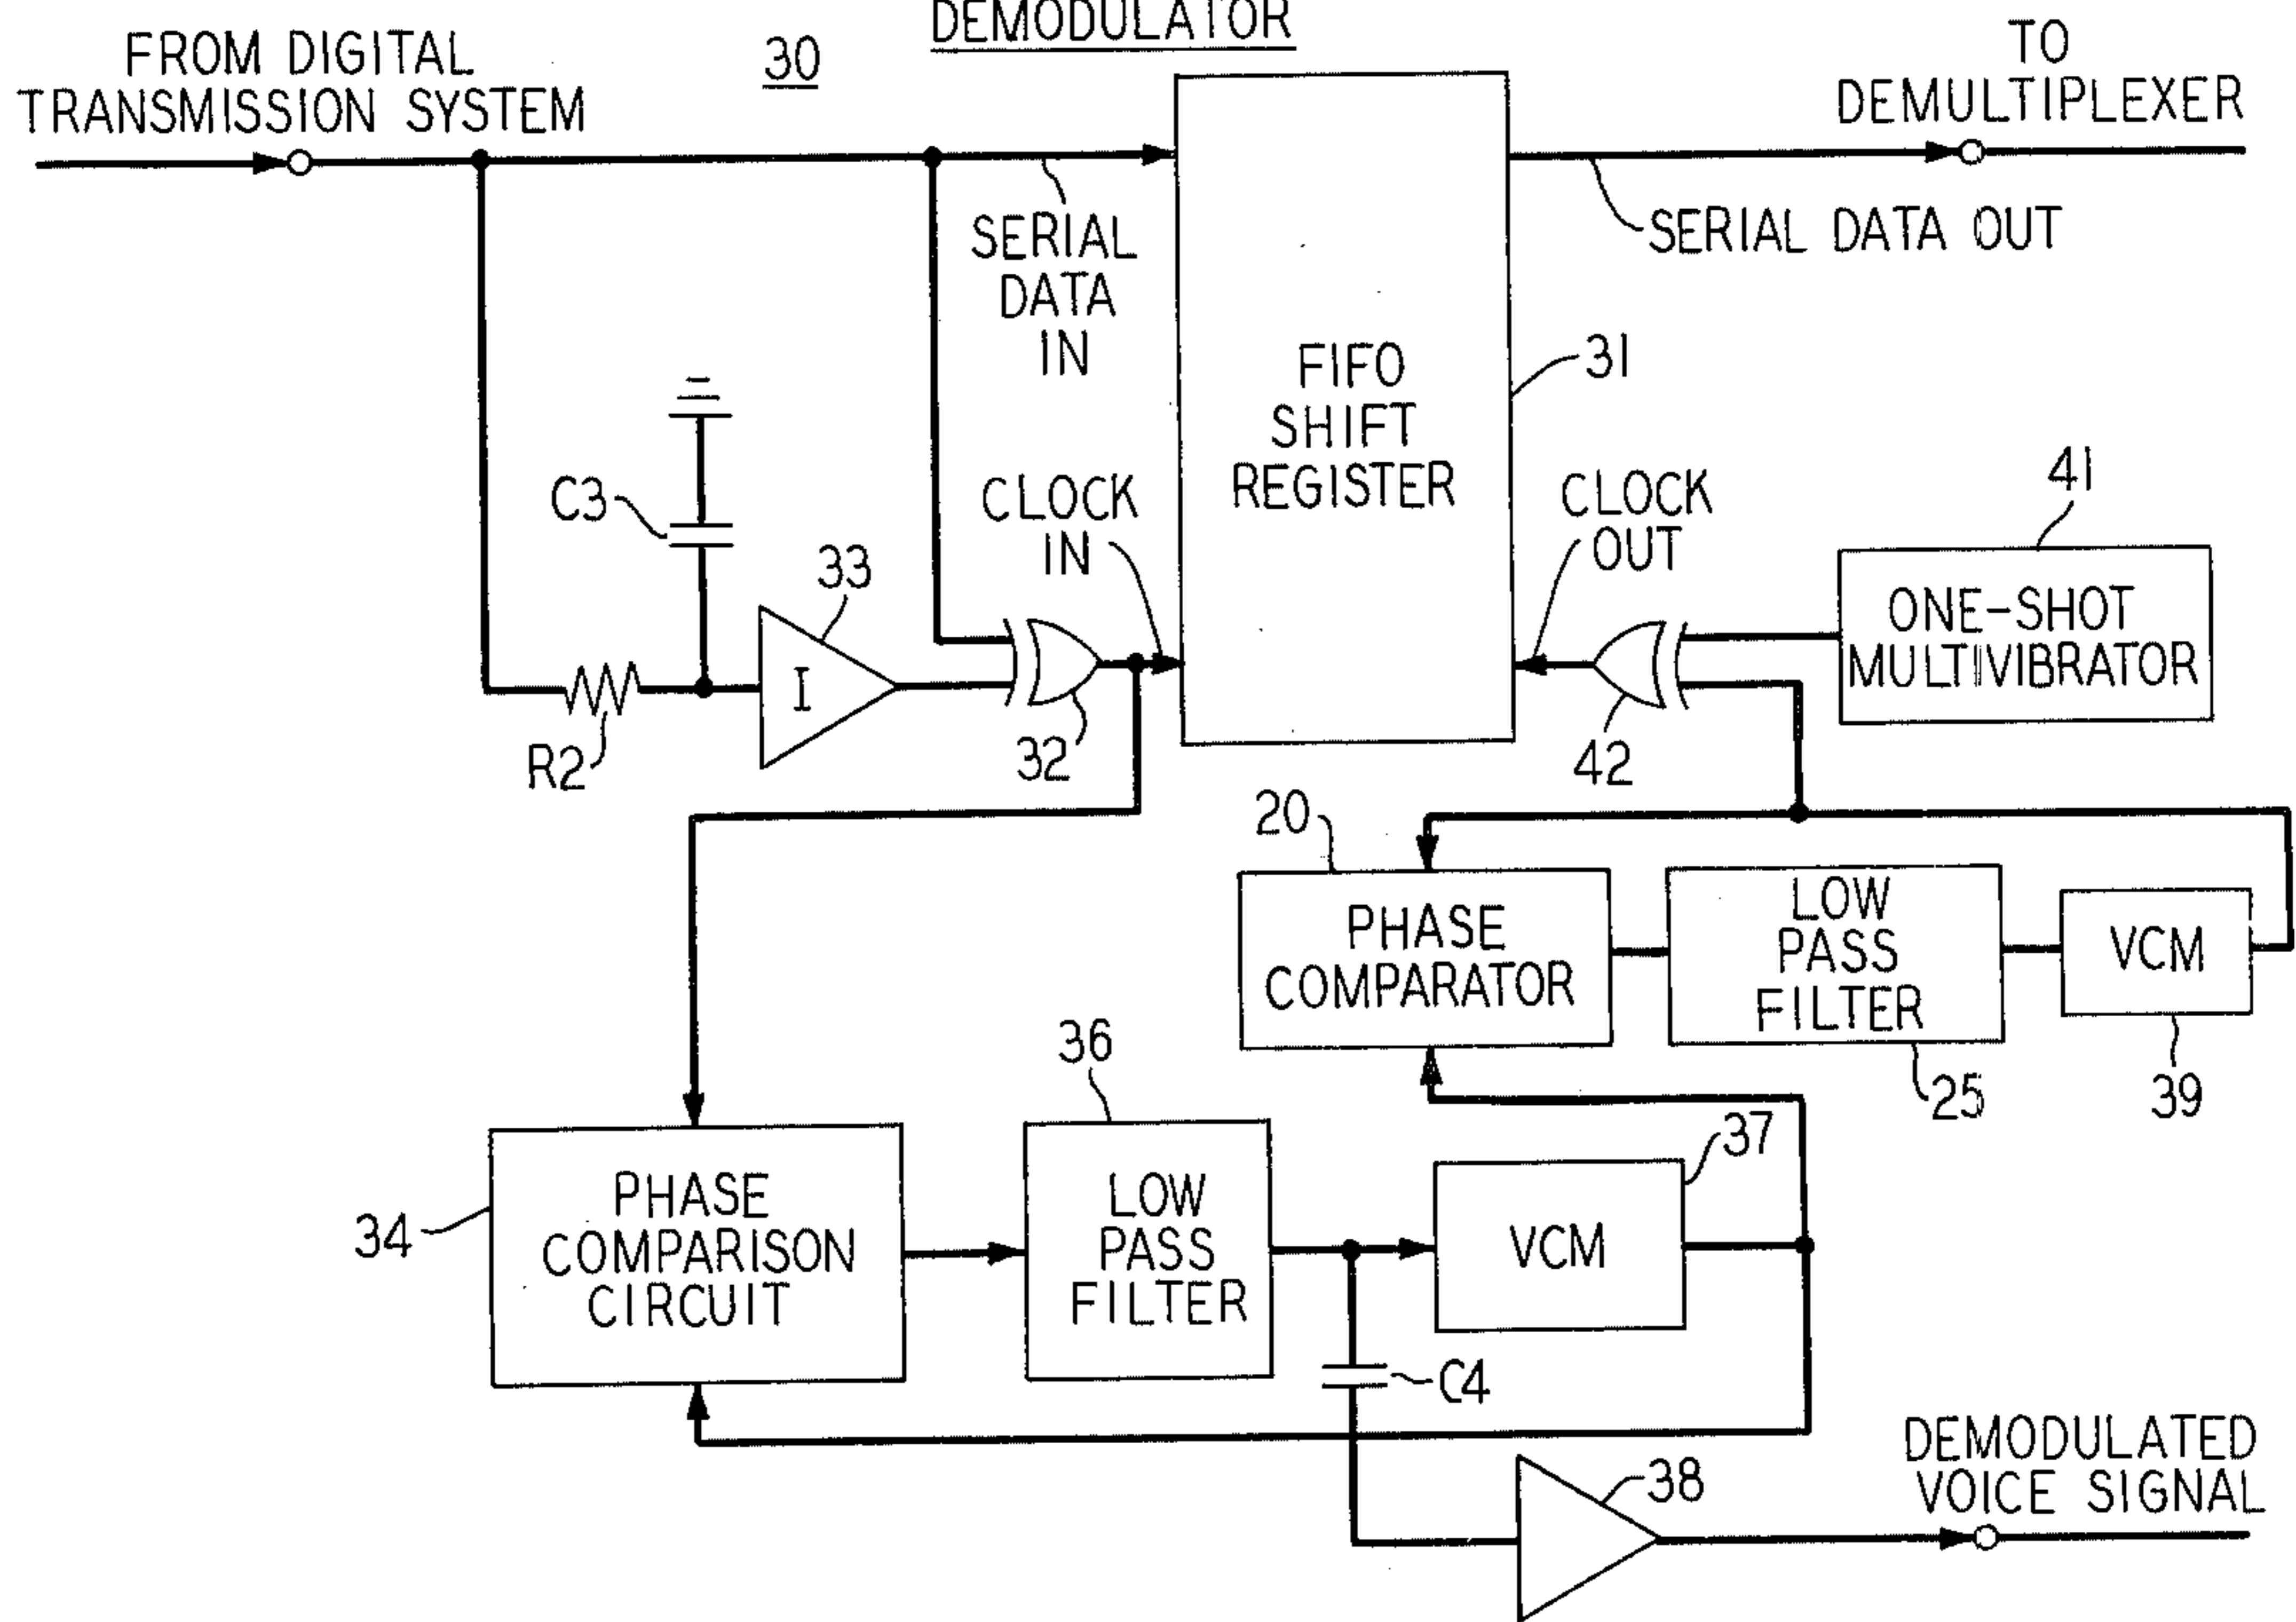 DEMODULATOR
30
FROM DIGITAL
TRANSMISSION SYSTEM
TO
DEMULTIPLEXER
SERIAL
DATA
IN
SERIAL DATA OUT
FIFO
SHIFT
REGISTER
31
C3
33
I
CLOCK
IN
CLOCK
OUT
41
ONE-SHOT
MULTIVIBRATOR
R2
32
42
20
PHASE
COMPARATOR
LOW
PASS
FILTER
25
VCM
39
36
37
34
PHASE
COMPARISON
CIRCUIT
LOW
PASS
FILTER
VCM
C4
38
DEMODULATED
VOICE SIGNAL